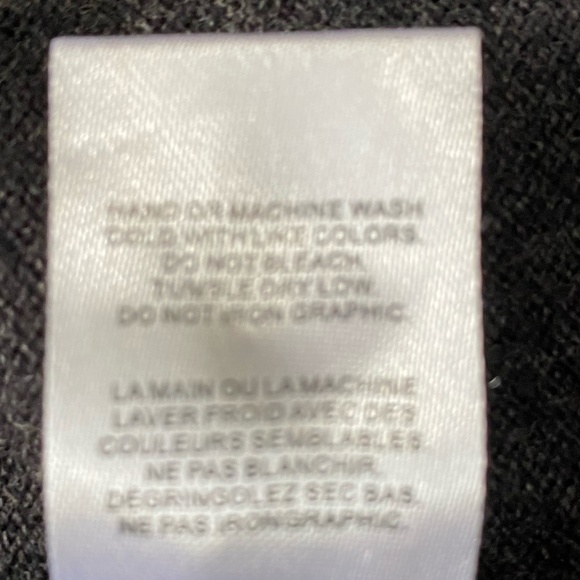 HAND OR MACHINE WASH
COLD WITH LIKE COLORS.
DO NOT BLEACH.
TUMBLE DRY LOW.
DO NOT IRON GRAPHIC.
LA MAIN OU LA MACHINE
LAVER FROID AVEC DES
COULEURS SEMBLABLES.
NE PAS BLANCHIR.
DEGRINGOLEZ SEC BAS.
NE PAS IRONGRAPHIC.